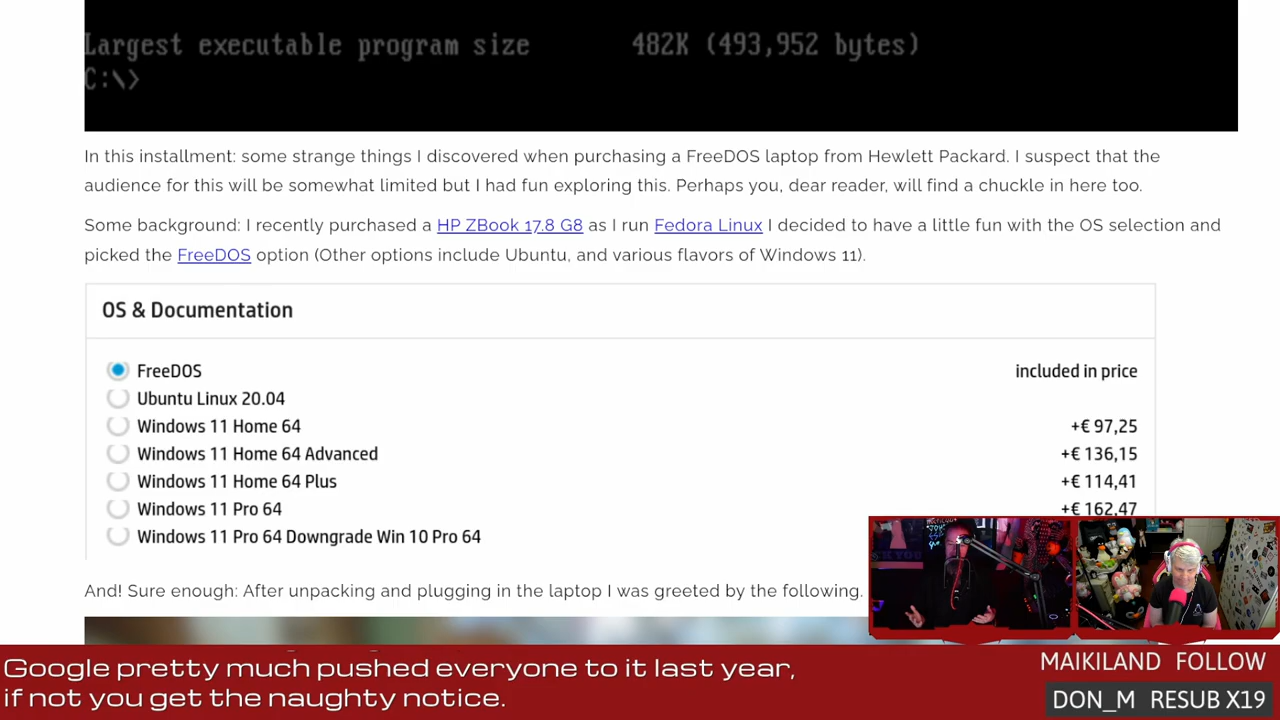 Largest executable program size 482K (493,952 bytes)
C:\>
In this installment: some strange things I discovered when purchasing a FreeDOS laptop from Hewlett Packard. I suspect that the
audience for this will be somewhat limited but I had fun exploring this. Perhaps you, dear reader, will find a chuckle in here too.
Some background: I recently purchased a HP ZBook 17.8 G8 as I run Fedora Linux I decided to have a little fun with the OS selection and
picked the FreeDOS option (Other options include Ubuntu, and various flavors of Windows 11).
OS & Documentation
FreeDOS included in price
Ubuntu Linux 20.04
Windows 11 Home 64 +€ 97,25
Windows 11 Home 64 Advanced +€ 136,15
Windows 11 Home 64 Plus +€ 114,41
Windows 11 Pro 64 +€ 162,47
Windows 11 Pro 64 Downgrade Win 10 Pro 64
And! Sure enough: After unpacking and plugging in the laptop I was greeted by the following.
Google pretty much pushed everyone to it last year,
if not you get the naughty notice.
MAIKILAND FOLLOW
DON_M RESUB X19